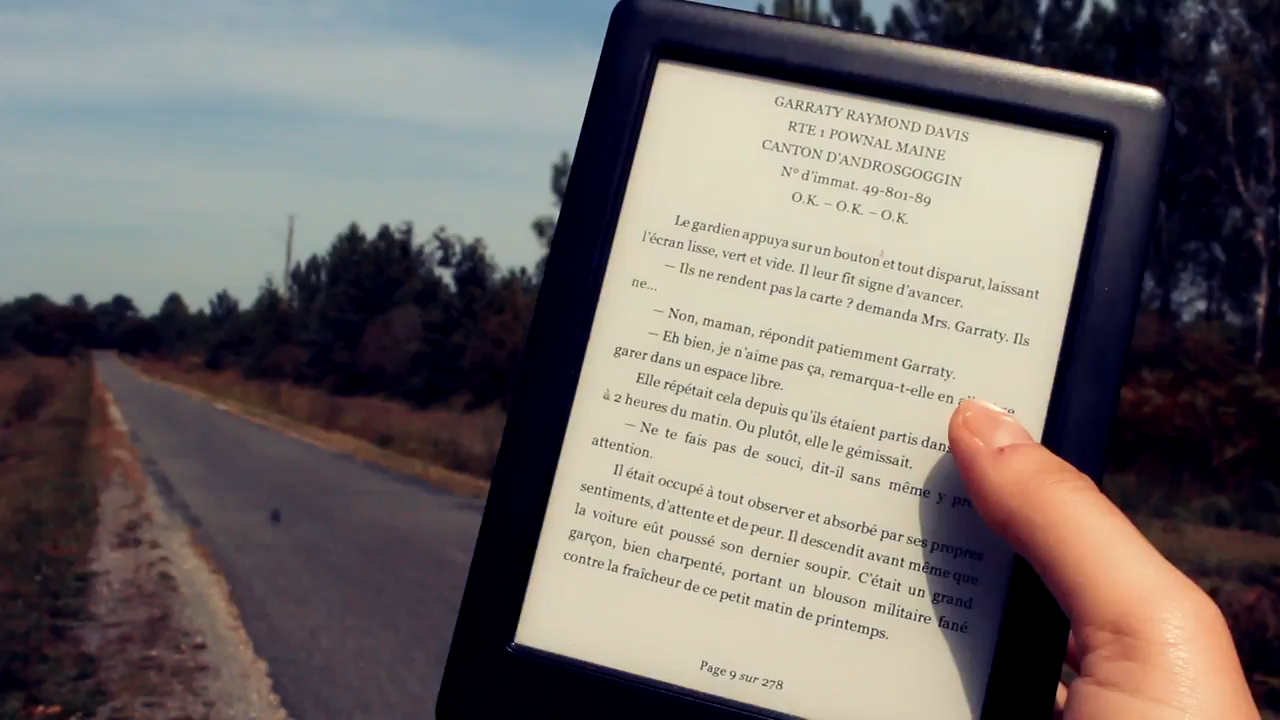 GARRATY RAYMOND DAVIS
RTE 1 POWNAL MAINE
CANTON D'ANDROSGOGGIN
N° d'immat. 49-801-89
O.K. – O.K. – O.K.
Le gardien appuya sur un bouton et tout disparut, laissant
l'écran lisse, vert et vide. Il leur fit signe d'avancer.
— Ils ne rendent pas la carte ? demanda Mrs. Garraty. Ils
ne...
— Non, maman, répondit patiemment Garraty.
— Eh bien, je n'aime pas ça, remarqua-t-elle en
garer dans un espace libre.
Elle répétait cela depuis qu'ils étaient partis dans
à 2 heures du matin. Ou plutôt, elle le gémissait.
— Ne te fais pas de souci, dit-il sans même y
attention.
Il était occupé à tout observer et absorbé par ses propres
sentiments, d'attente et de peur. Il descendit avant même que
la voiture eût poussé son dernier soupir. C'était un grand
garçon, bien charpenté, portant un blouson militaire fané
contre la fraîcheur de ce petit matin de printemps.
Page 9 sur 278